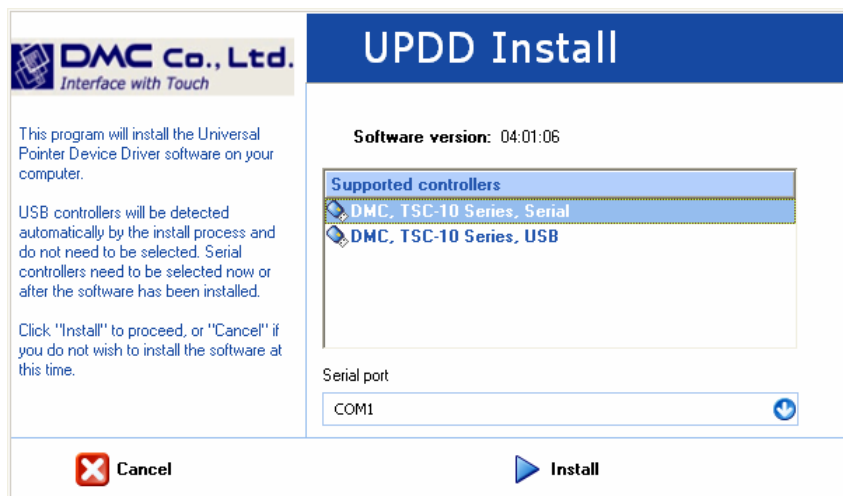 DMC Co., Ltd.
Interface with Touch
UPDD Install
This program will install the Universal
Pointer Device Driver software on your
computer.
USB controllers will be detected
automatically by the install process and
do not need to be selected. Serial
controllers need to be selected now or
after the software has been installed.
Click "Install" to proceed, or "Cancel" if
you do not wish to install the software at
this time.
Software version: 04:01:06
Supported controllers
DMC, TSC-10 Series, Serial
DMC, TSC-10 Series, USB
Serial port
COM1
Cancel
Install